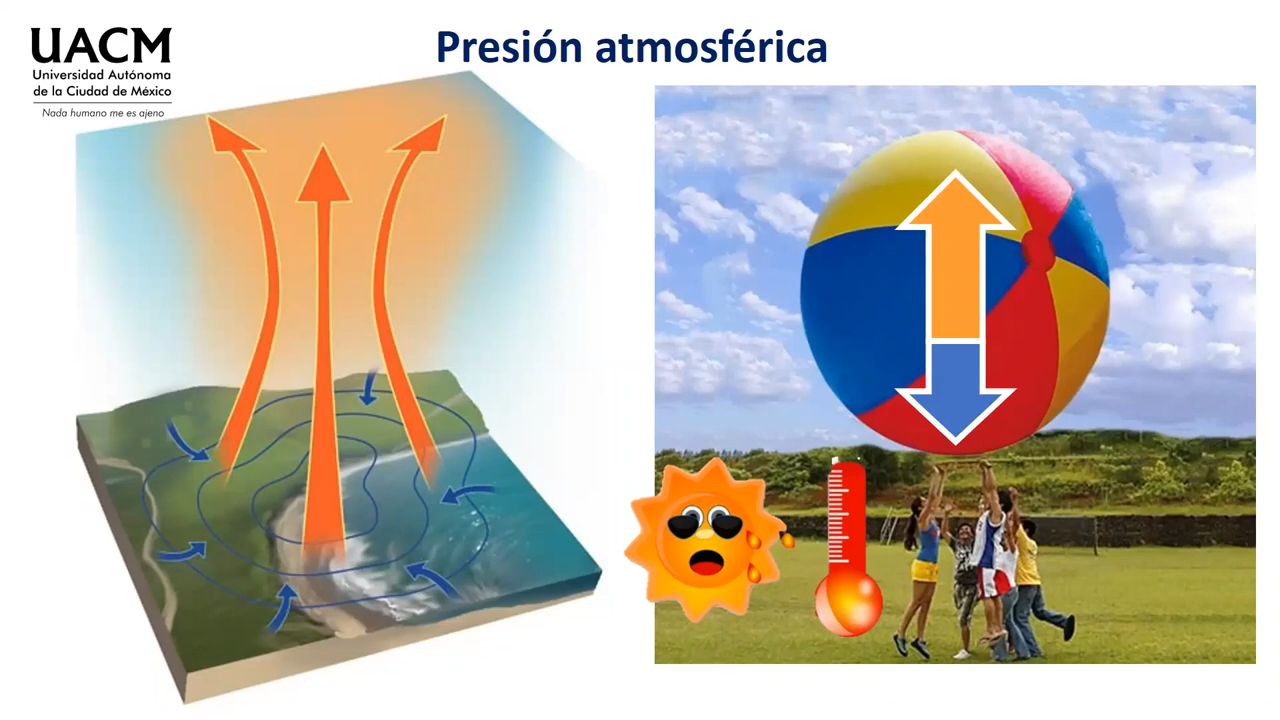 UACM
Universidad Autónoma
de la Ciudad de México
Nada humano me es ajeno
Presión atmosférica